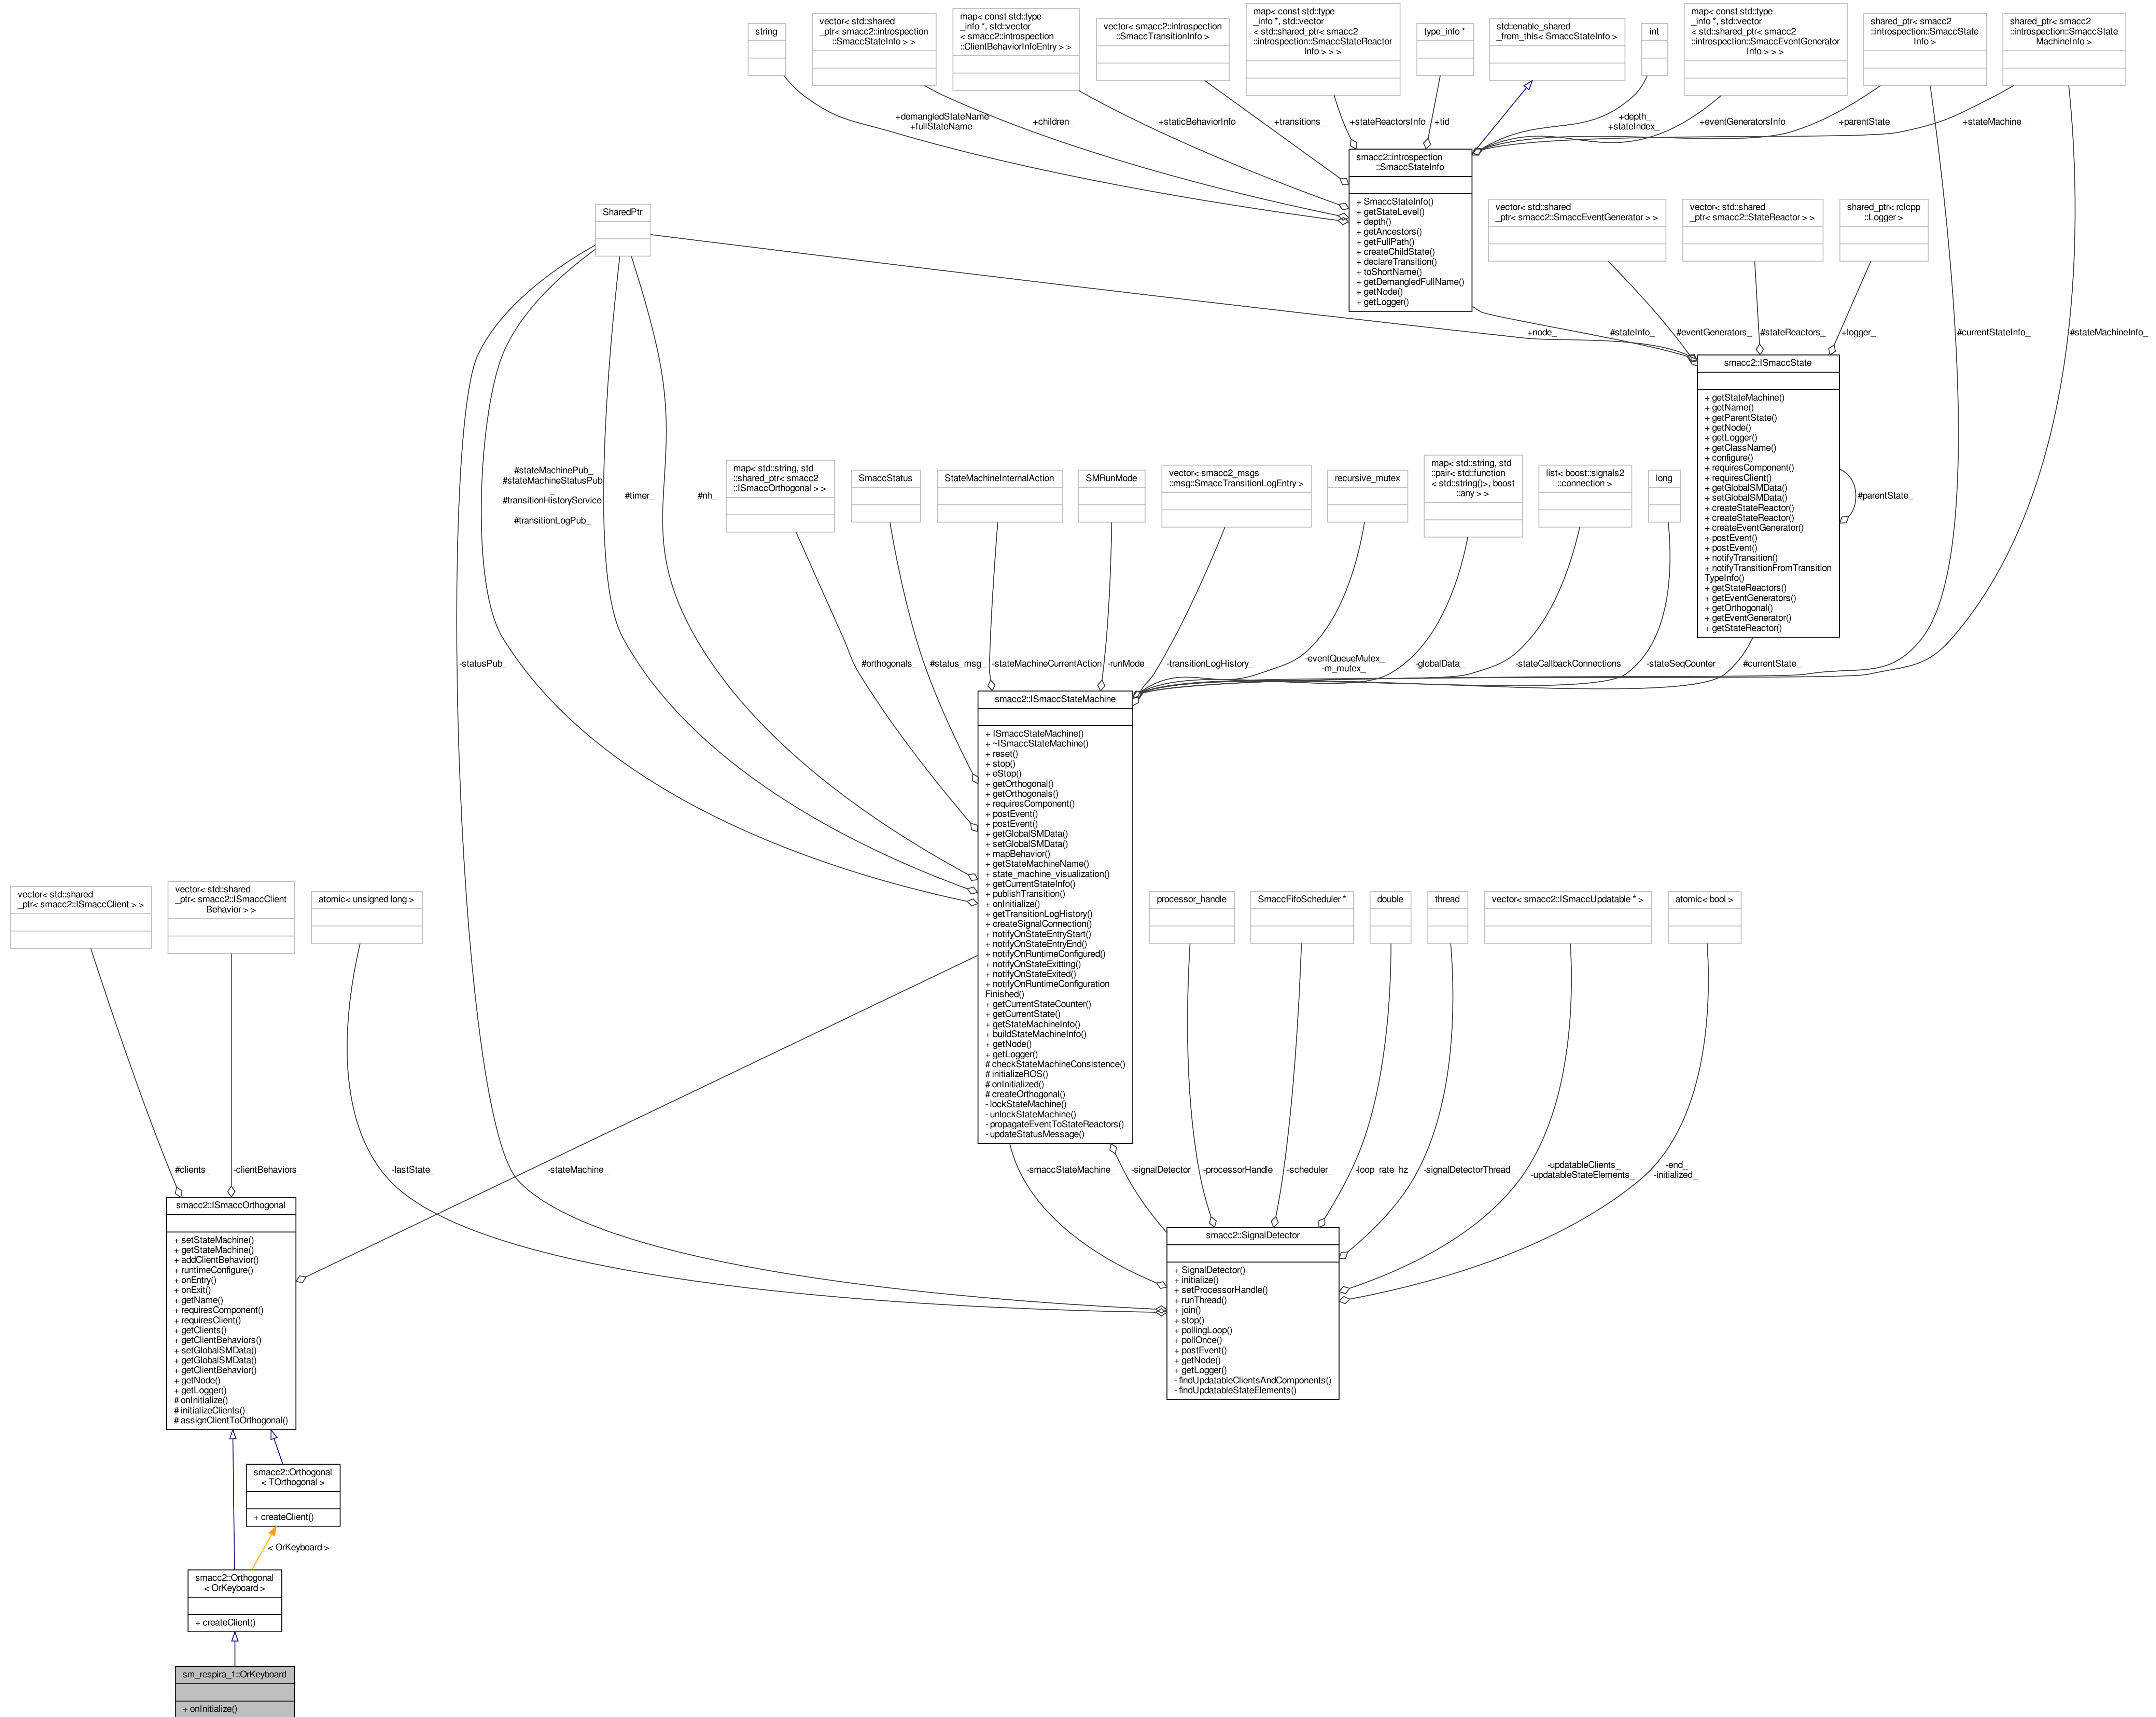 string
vector< std::shared
_ptr< smacc2::introspection
::SmaccStateInfo > >
map< const std::type
_info *, std::vector
< smacc2::introspection
::ClientBehaviorInfoEntry > >
vector< smacc2::introspection
::SmaccTransitionInfo >
map< const std::type
_info *, std::vector
< std::shared_ptr< smacc2
::introspection::SmaccStateReactor
Info > > >
type_info *
std::enable_shared
_from_this< SmaccStateInfo >
int
map< const std::type
_info *, std::vector
< std::shared_ptr< smacc2
::introspection::SmaccEventGenerator
Info > > >
shared_ptr< smacc2
::introspection::SmaccState
Info >
shared_ptr< smacc2
::introspection::SmaccState
MachineInfo >
+demangledStateName
+fullStateName
+children_
+staticBehaviorInfo
+transitions_
+stateReactorsInfo
+tid_
+depth_
+stateIndex_
+eventGeneratorsInfo
+parentState_
+stateMachine_
smacc2::introspection
::SmaccStateInfo
+ SmaccStateInfo()
+ getStateLevel()
+ depth()
+ getAncestors()
+ getFullPath()
+ createChildState()
+ declareTransition()
+ toShortName()
+ getDemangledFullName()
+ getNode()
+ getLogger()
SharedPtr
vector< std::shared
_ptr< smacc2::SmaccEventGenerator > >
vector< std::shared
_ptr< smacc2::StateReactor > >
shared_ptr< rclcpp
::Logger >
+node_
#stateInfo_
#eventGenerators_
#stateReactors_
+logger_
#currentStateInfo_
#stateMachineInfo_
smacc2::ISmaccState
+ getStateMachine()
+ getName()
+ getParentState()
+ getNode()
+ getLogger()
+ getClassName()
+ configure()
+ requiresComponent()
+ requiresClient()
+ getGlobalSMData()
+ setGlobalSMData()
+ createStateReactor()
+ createStateReactor()
+ createEventGenerator()
+ postEvent()
+ postEvent()
+ notifyTransition()
+ notifyTransitionFromTransition
TypeInfo()
+ getStateReactors()
+ getEventGenerators()
+ getOrthogonal()
+ getEventGenerator()
+ getStateReactor()
#parentState_
#stateMachinePub_
#stateMachineStatusPub
_
#transitionHistoryService
_
#transitionLogPub_
#timer_
#nh_
map< std::string, std
::shared_ptr< smacc2
::ISmaccOrthogonal > >
SmaccStatus
StateMachineInternalAction
SMRunMode
vector< smacc2_msgs
::msg::SmaccTransitionLogEntry >
recursive_mutex
map< std::string, std
::pair< std::function
< std::string()>, boost
::any > >
list< boost::signals2
::connection >
long
-statusPub_
#orthogonals_
#status_msg_
-stateMachineCurrentAction
-runMode_
-transitionLogHistory_
-eventQueueMutex_
-m_mutex_
-globalData_
-stateCallbackConnections
-stateSeqCounter_
#currentState_
smacc2::ISmaccStateMachine
+ ISmaccStateMachine()
+ ~ISmaccStateMachine()
+ reset()
+ stop()
+ eStop()
+ getOrthogonal()
+ getOrthogonals()
+ requiresComponent()
+ postEvent()
+ postEvent()
+ getGlobalSMData()
+ setGlobalSMData()
+ mapBehavior()
+ getStateMachineName()
+ state_machine_visualization()
+ getCurrentStateInfo()
+ publishTransition()
+ onInitialize()
+ getTransitionLogHistory()
+ createSignalConnection()
+ notifyOnStateEntryStart()
+ notifyOnStateEntryEnd()
+ notifyOnRuntimeConfigured()
+ notifyOnStateExitting()
+ notifyOnStateExited()
+ notifyOnRuntimeConfiguration
Finished()
+ getCurrentStateCounter()
+ getCurrentState()
+ getStateMachineInfo()
+ buildStateMachineInfo()
+ getNode()
+ getLogger()
# checkStateMachineConsistence()
# initializeROS()
# onInitialized()
# createOrthogonal()
- lockStateMachine()
- unlockStateMachine()
- propagateEventToStateReactors()
- updateStatusMessage()
vector< std::shared
_ptr< smacc2::ISmaccClient > >
vector< std::shared
_ptr< smacc2::ISmaccClient
Behavior > >
atomic< unsigned long >
processor_handle
SmaccFifoScheduler *
double
thread
vector< smacc2::ISmaccUpdatable * >
atomic< bool >
#clients_
-clientBehaviors_
-lastState_
-stateMachine_
-smaccStateMachine_
-signalDetector_
-processorHandle_
-scheduler_
-loop_rate_hz
-signalDetectorThread_
-updatableClients_
-updatableStateElements_
-end_
-initialized_
smacc2::ISmaccOrthogonal
+ setStateMachine()
+ getStateMachine()
+ addClientBehavior()
+ runtimeConfigure()
+ onEntry()
+ onExit()
+ getName()
+ requiresComponent()
+ requiresClient()
+ getClients()
+ getClientBehaviors()
+ setGlobalSMData()
+ getGlobalSMData()
+ getClientBehavior()
+ getNode()
+ getLogger()
# onInitialize()
# initializeClients()
# assignClientToOrthogonal()
smacc2::SignalDetector
+ SignalDetector()
+ initialize()
+ setProcessorHandle()
+ runThread()
+ join()
+ stop()
+ pollingLoop()
+ pollOnce()
+ postEvent()
+ getNode()
+ getLogger()
- findUpdatableClientsAndComponents()
- findUpdatableStateElements()
smacc2::Orthogonal
< TOrthogonal >
+ createClient()
< OrKeyboard >
smacc2::Orthogonal
< OrKeyboard >
+ createClient()
sm_respira_1::OrKeyboard
+ onInitialize()